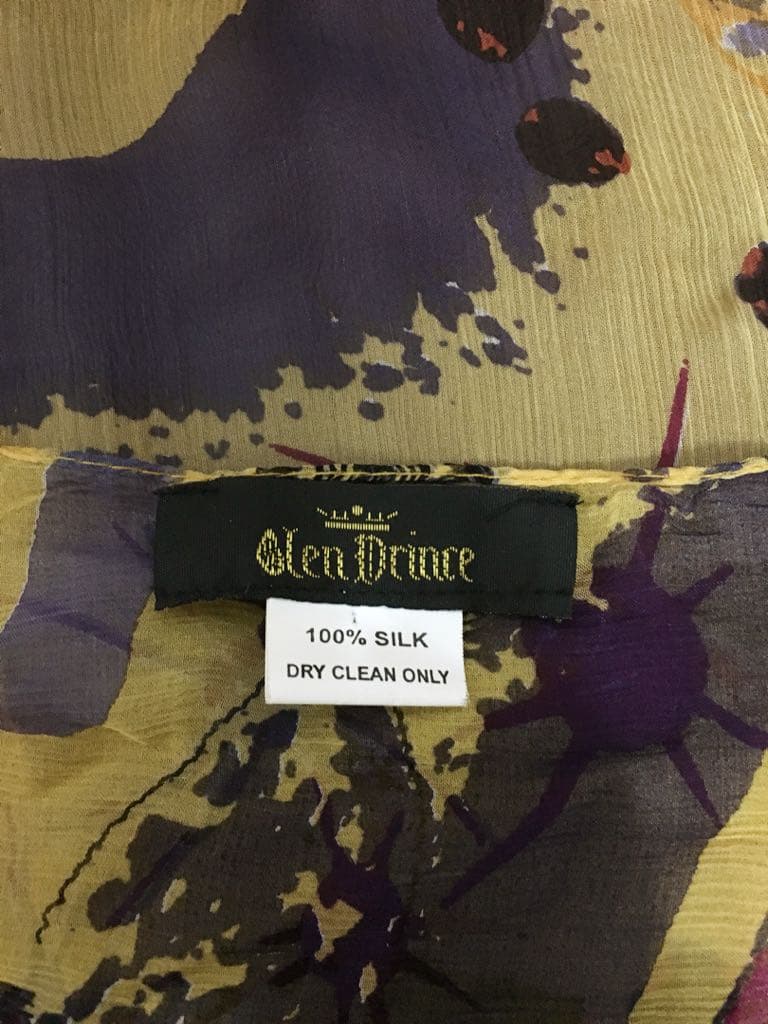 Glen Prince
100% SILK
DRY CLEAN ONLY